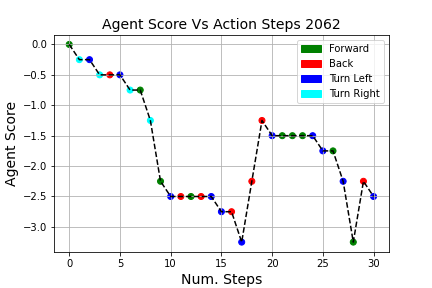 Agent Score Vs Action Steps 2062
Agent Score
0.0
−0.5
−1.0
−1.5
−2.0
−2.5
−3.0
Forward
Back
Turn Left
Turn Right
0 5 10 15 20 25 30
Num. Steps